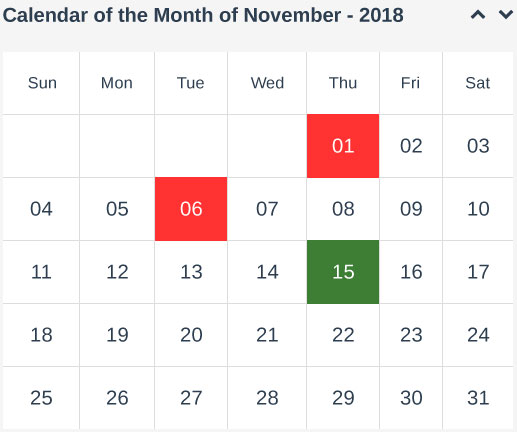 Calendar of the Month of November - 2018
Sun Mon Tue Wed Thu Fri Sat
01 02 03
04 05 06 07 08 09 10
11 12 13 14 15 16 17
18 19 20 21 22 23 24
25 26 27 28 29 30 31